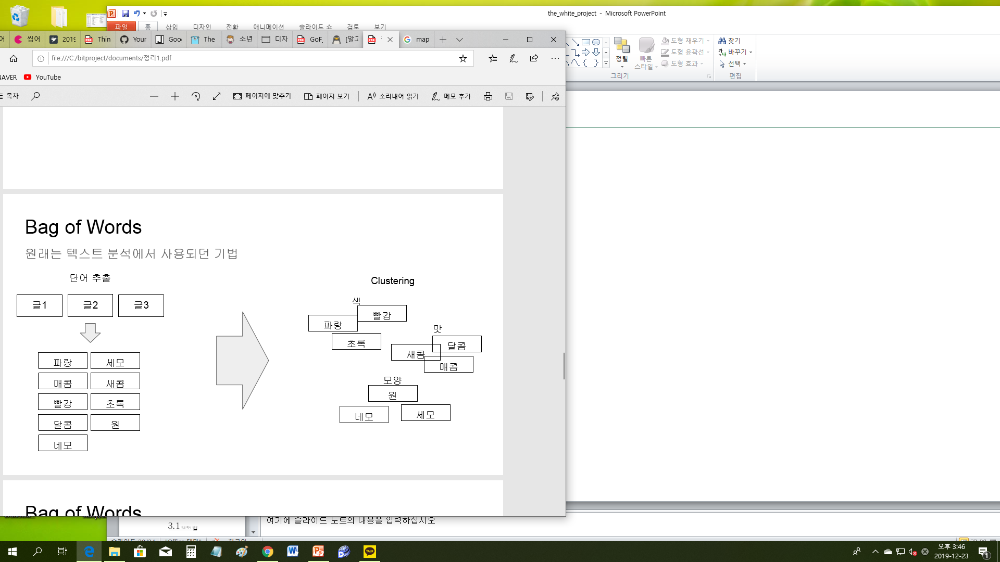 the_white_project - Microsoft PowerPoint
파일 홈 삽입 디자인 전환 애니메이션 슬라이드 쇼 검토 보기
어 씹어 2019 Thin Your Goo The 소년 디자 GoF. [알고 map
file:///C:/bitproject/documents/정리1.pdf
NAVER YouTube
목차 페이지에 맞추기 페이지 보기 소리내어 읽기 메모 추가
정렬
빠른
스타일
도형 채우기
도형 윤곽선
도형 효과
그리기
찾기
바꾸기
선택
편집
Bag of Words
원래는 텍스트 분석에서 사용되던 기법
단어 추출
글1 글2 글3
파랑 세모
매콤 새콤
빨강 초록
달콤 원
네모
Clustering
색
빨강
파랑
초록
맛
달콤
새콤
매콤
모양
원
네모 세모
Bag of Words
여기에 슬라이드 노트의 내용을 입력하십시오
3.1
TALK
오후 3:46
2019-12-23
1